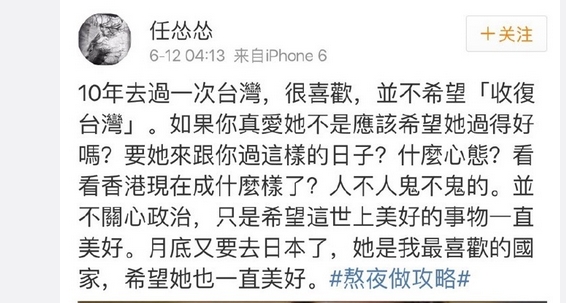 任怂怂
+关注
6-12 04:13 来自iPhone 6
10年去過一次台灣，很喜歡，並不希望「收復
台灣」。如果你真愛她不是應該希望她過得好
嗎？要她來跟你過這樣的日子？什麼心態？看
看香港現在成什麼樣了？人不人鬼不鬼的。並
不關心政治，只是希望這世上美好的事物一直
美好。月底又要去日本了，她是我最喜歡的國
家，希望她也一直美好。#熬夜做攻略#